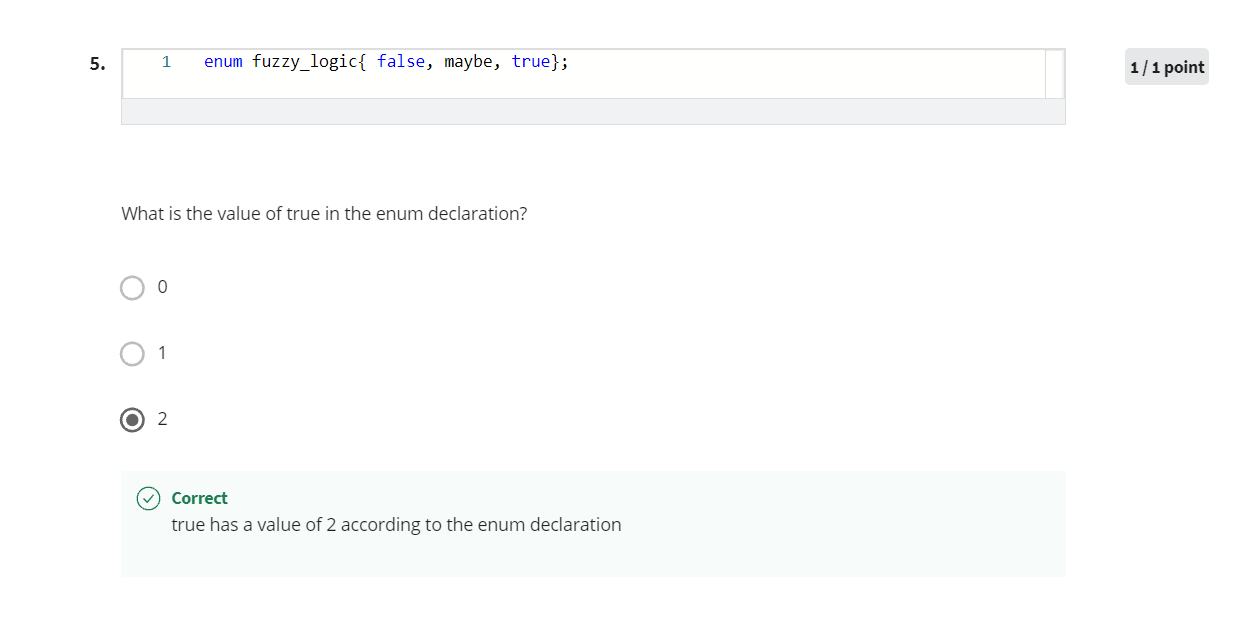 5.
1 enum fuzzy_logic{ false, maybe, true};
1 / 1 point
What is the value of true in the enum declaration?
0
1
2
Correct
true has a value of 2 according to the enum declaration